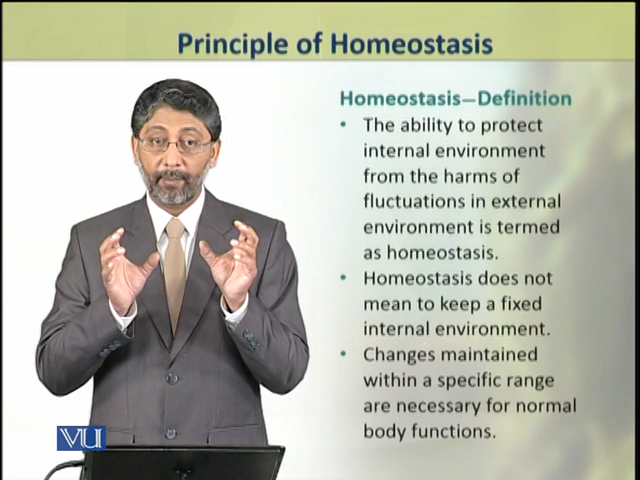 Principle of Homeostasis
Homeostasis—Definition
• The ability to protect
internal environment
from the harms of
fluctuations in external
environment is termed
as homeostasis.
• Homeostasis does not
mean to keep a fixed
internal environment.
• Changes maintained
within a specific range
are necessary for normal
body functions.
VU